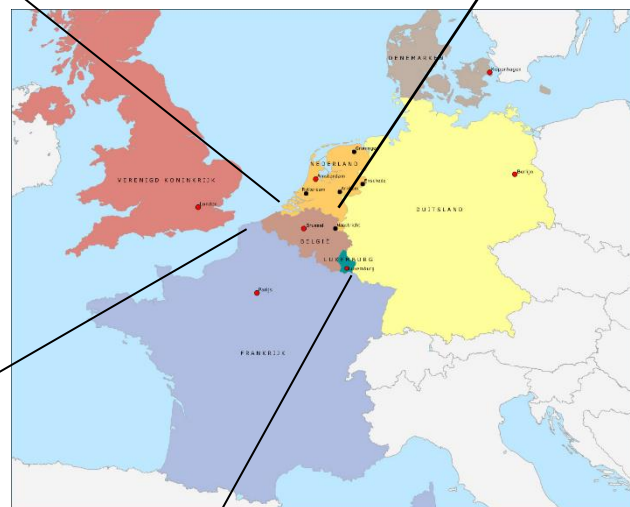 DENEMARKEN
Kopenhagen
Groningen
NEDERLAND
Amsterdam
Enschede
Rotterdam
Arnhem
Berlijn
VERENIGD KONINKRIJK
Londen
DUITSLAND
Brussel
Maastricht
BELGIË
LUXEMBURG
Luxemburg
Parijs
FRANKRIJK